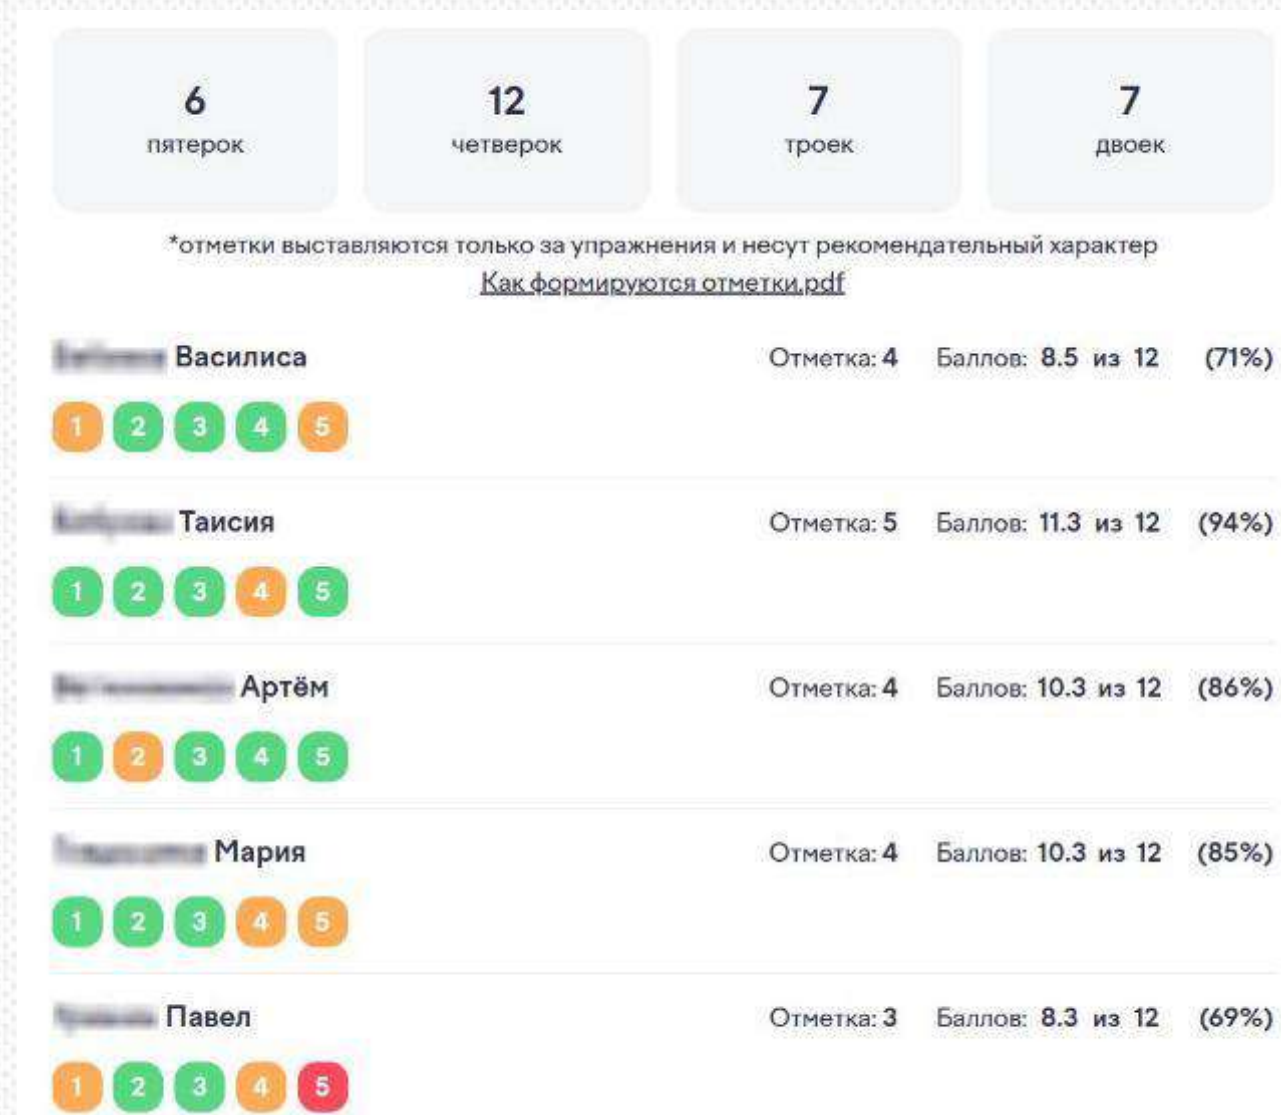 6 12 7 7
пятерок четверок троек двоек
*отметки выставляются только за упражнения и несут рекомендательный характер
Как формируются отметки.pdf
Василиса Отметка: 4 Баллов: 8.5 из 12 (71%)
1 2 3 4 5
Таисия Отметка: 5 Баллов: 11.3 из 12 (94%)
1 2 3 4 5
Артём Отметка: 4 Баллов: 10.3 из 12 (86%)
1 2 3 4 5
Мария Отметка: 4 Баллов: 10.3 из 12 (85%)
1 2 3 4 5
Павел Отметка: 3 Баллов: 8.3 из 12 (69%)
1 2 3 4 5